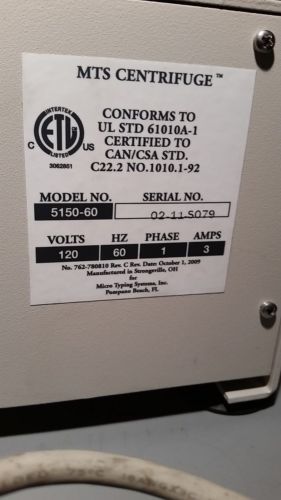 MTS CENTRIFUGE™
INTERTEK
ETL
C US
LISTED
3062851
CONFORMS TO
UL STD 61010A-1
CERTIFIED TO
CAN/CSA STD.
C22.2 NO.1010.1-92
MODEL NO. SERIAL NO.
5150-60 02-11-S079
VOLTS HZ PHASE AMPS
120 60 1 3
No. 762-780810 Rev. C Rev. Date: October 1, 2009
Manufactured in Strongsville, OH
for
Micro Typing Systems, Inc.
Pompano Beach, FL